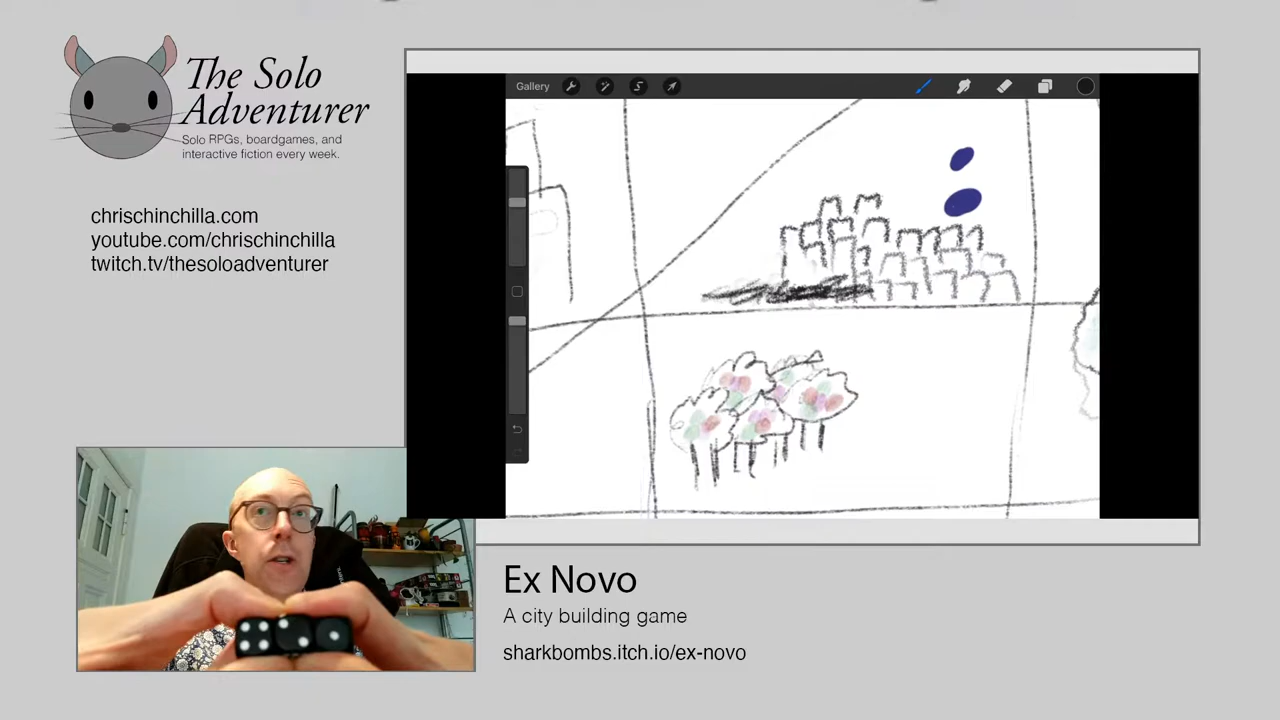 The Solo
Adventurer
Solo RPGs, boardgames, and
interactive fiction every week.
chrischinchilla.com
youtube.com/chrischinchilla
twitch.tv/thesoloadventurer
Gallery
Ex Novo
A city building game
sharkbombs.itch.io/ex-novo